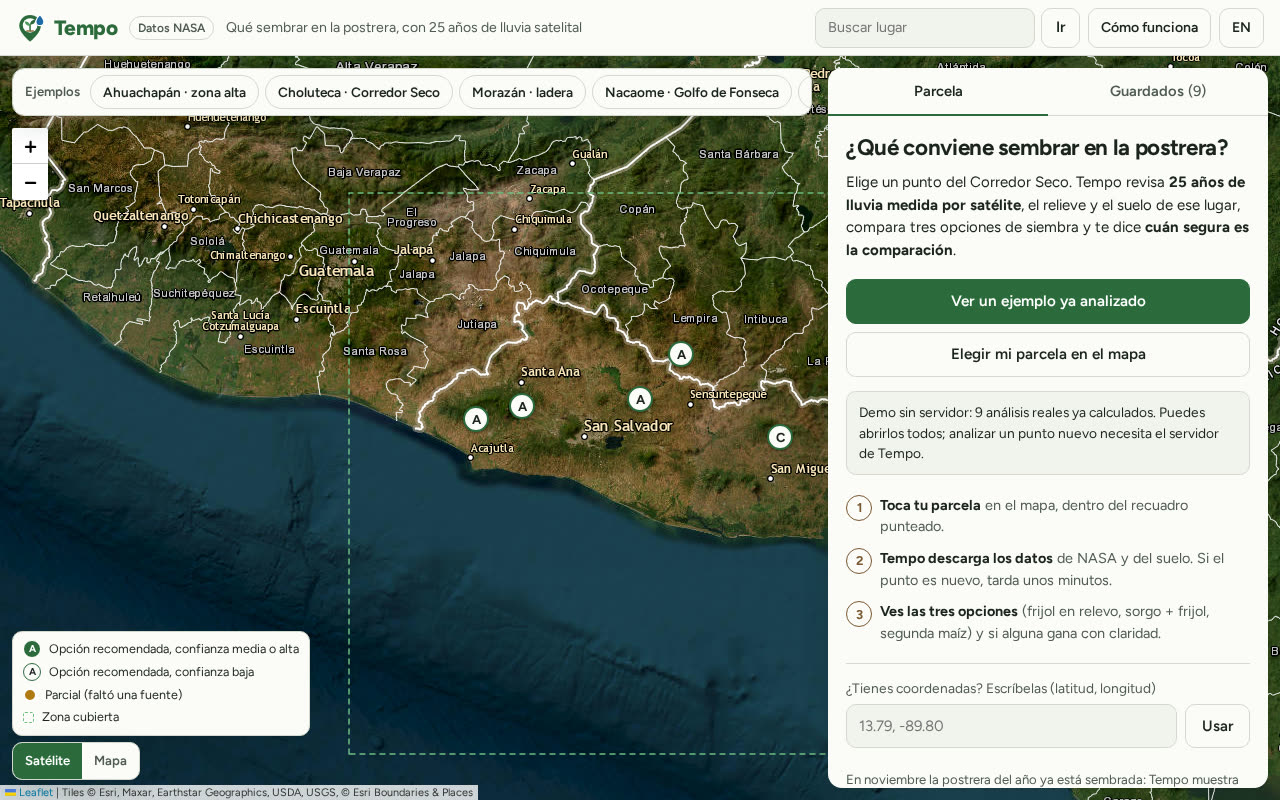 Tempo
Datos NASA
Qué sembrar en la postrera, con 25 años de lluvia satelital
Buscar lugar
Ir
Cómo funciona
EN
Ejemplos
Ahuachapán · zona alta
Choluteca · Corredor Seco
Morazán · ladera
Nacaome · Golfo de Fonseca
+
−
Huehuetenango
Alta Verapaz
Atlántida
Tocoa
Colón
Huehuetenango
San Marcos
Tapachula
Totonicapán
Quetzaltenango
Chichicastenango
Sololá
Chimaltenango
Retalhuleu
Suchitepéquez
Santa Lucía
Cotzumalguapa
Escuintla
Escuintla
Baja Verapaz
El
Progreso
Guatemala
Guatemala
Jalapa
Jalapa
Jalapa
Santa Rosa
Jutiapa
Gualán
Zacapa
Zacapa
Chiquimula
Chiquimula
Copán
Santa Bárbara
Ocotepeque
Lempira
Intibuca
Santa Ana
Sensuntepeque
San Salvador
Acajutla
San Migue
A
A
A
A
C
Parcela
Guardados (9)
¿Qué conviene sembrar en la postrera?
Elige un punto del Corredor Seco. Tempo revisa 25 años de
lluvia medida por satélite, el relieve y el suelo de ese lugar,
compara tres opciones de siembra y te dice cuán segura es
la comparación.
Ver un ejemplo ya analizado
Elegir mi parcela en el mapa
Demo sin servidor: 9 análisis reales ya calculados. Puedes
abrirlos todos; analizar un punto nuevo necesita el servidor
de Tempo.
1
Toca tu parcela en el mapa, dentro del recuadro
punteado.
2
Tempo descarga los datos de NASA y del suelo. Si el
punto es nuevo, tarda unos minutos.
3
Ves las tres opciones (frijol en relevo, sorgo + frijol,
segunda maíz) y si alguna gana con claridad.
¿Tienes coordenadas? Escríbelas (latitud, longitud)
13.79, -89.80
Usar
En noviembre la postrera del año ya está sembrada: Tempo muestra
A Opción recomendada, confianza media o alta
A Opción recomendada, confianza baja
Parcial (faltó una fuente)
Zona cubierta
Satélite
Mapa
Leaflet | Tiles © Esri, Maxar, Earthstar Geographics, USDA, USGS, © Esri Boundaries & Places